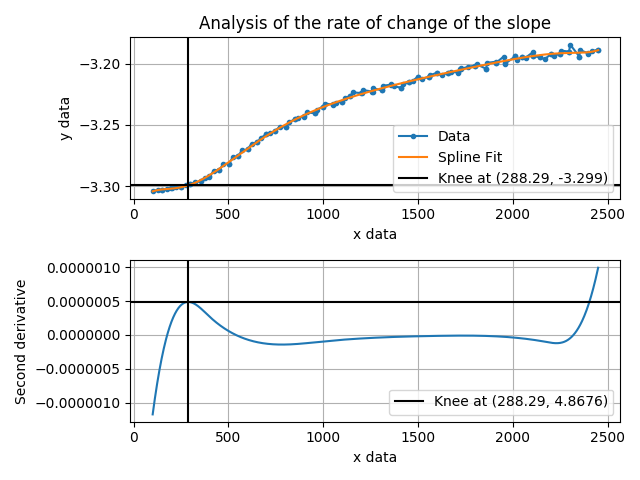 Analysis of the rate of change of the slope
y data
−3.20
−3.25
−3.30
Data
Spline Fit
Knee at (288.29, -3.299)
0
500
1000
1500
2000
2500
x data
Second derivative
0.0000010
0.0000005
0.0000000
−0.0000005
−0.0000010
Knee at (288.29, 4.8676)
0
500
1000
1500
2000
2500
x data